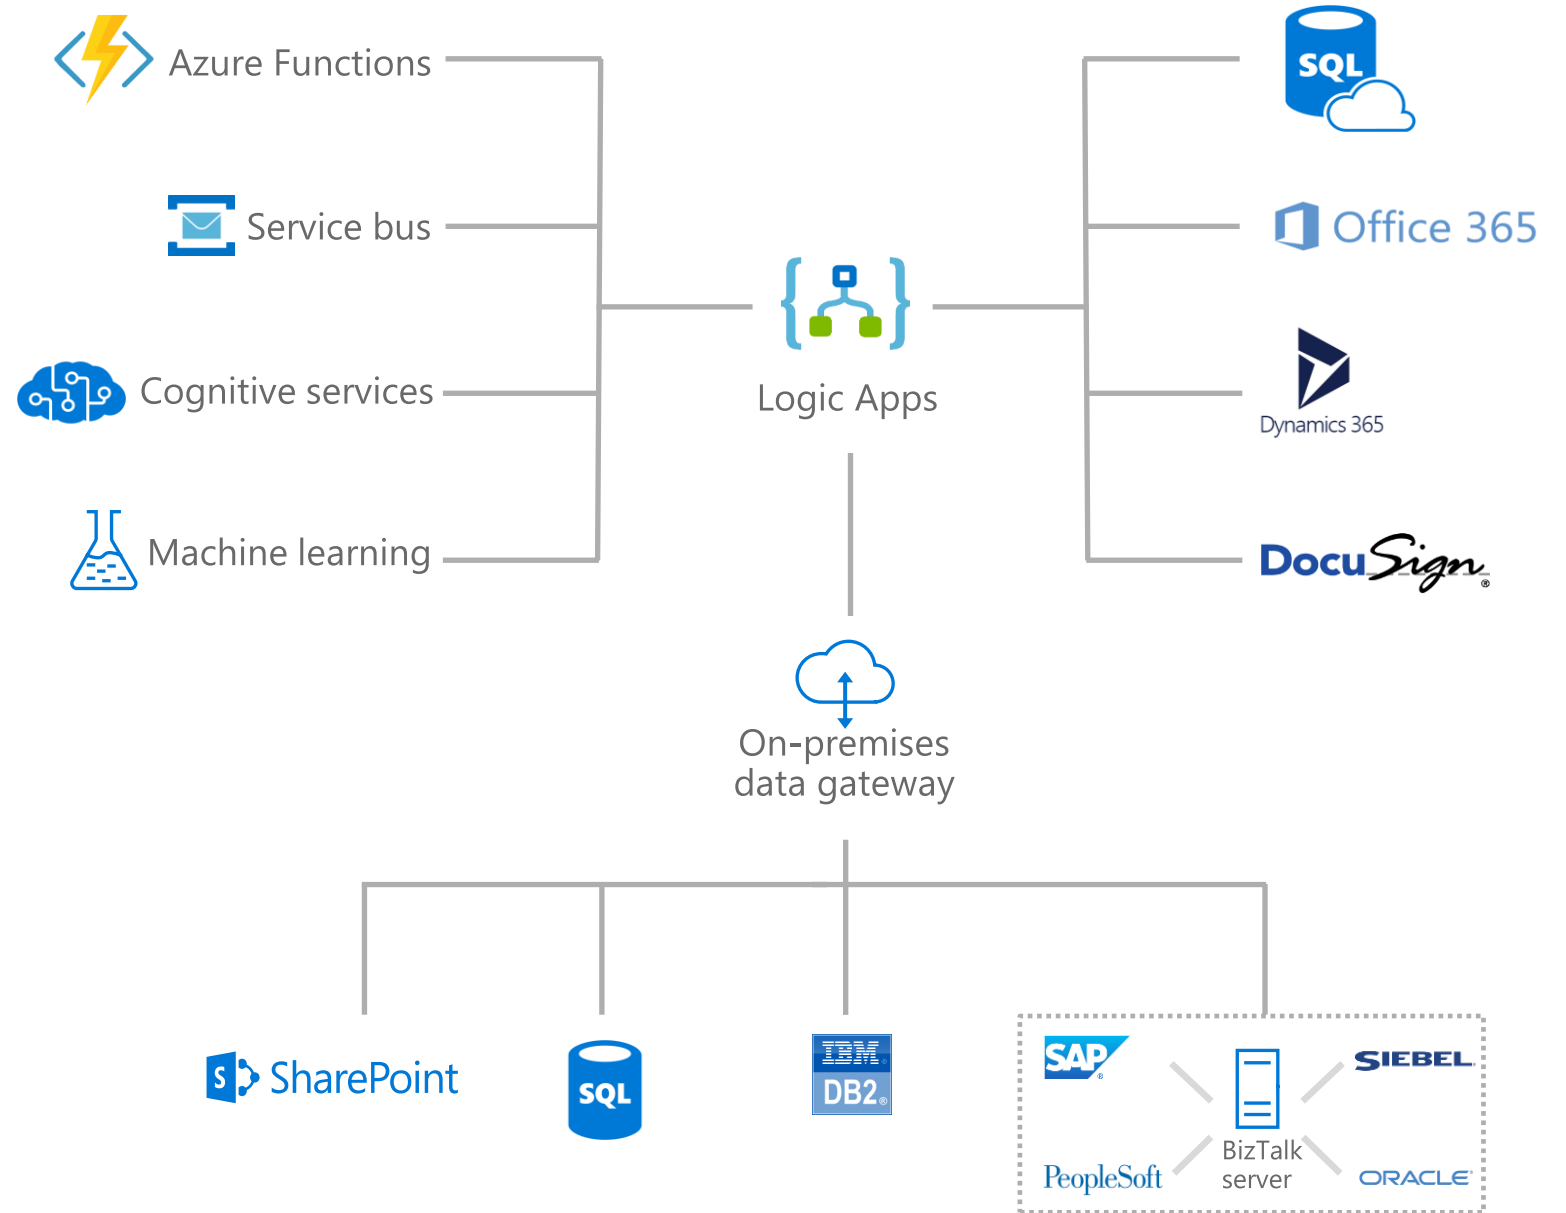 Azure Functions
SQL
Service bus
Office 365
Cognitive services
Logic Apps
Dynamics 365
Machine learning
DocuSign®
On-premises
data gateway
S SharePoint
SQL
IBM®
DB2®
SAP®
SIEBEL
BizTalk
server
PeopleSoft
ORACLE®